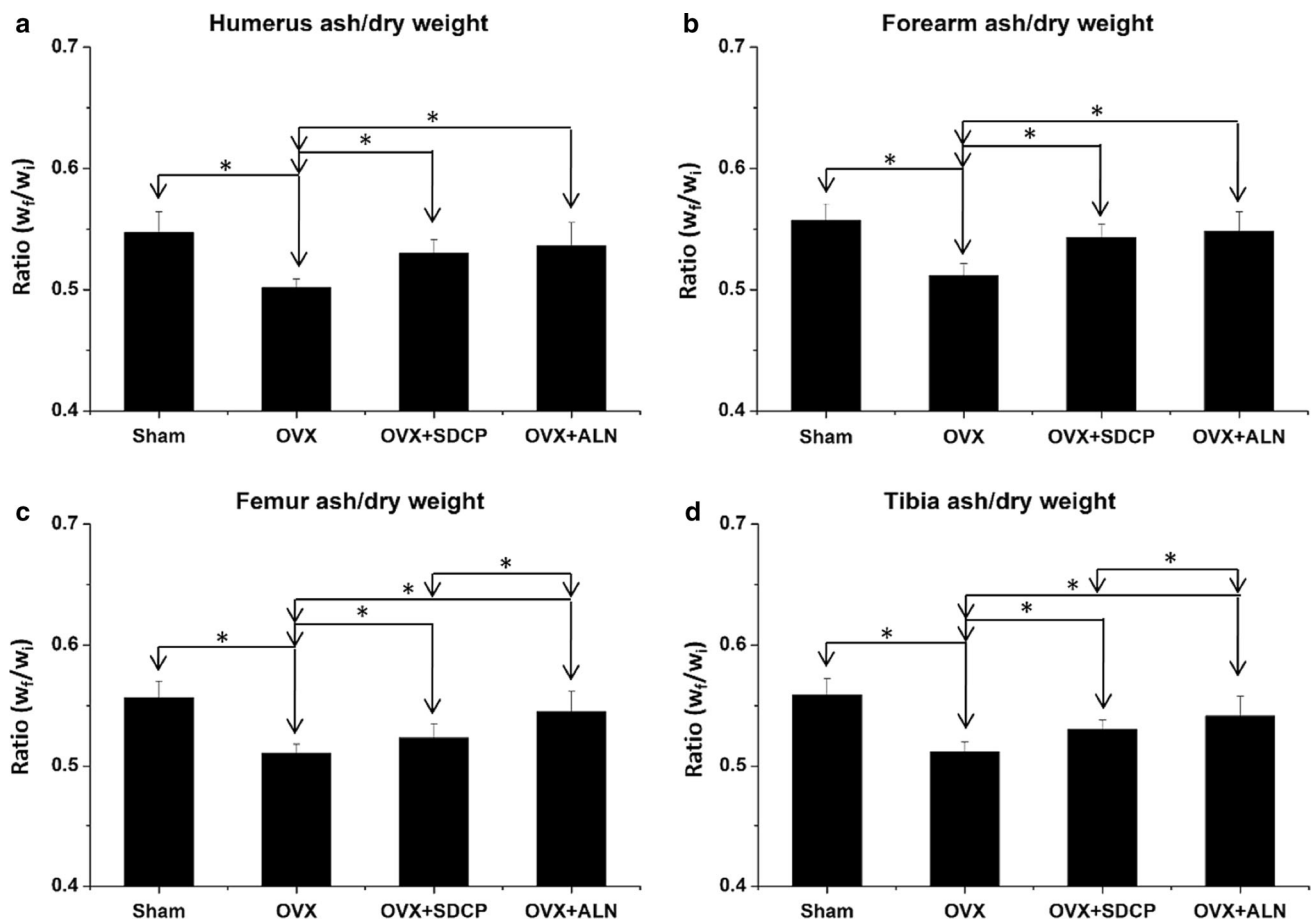 a
Humerus ash/dry weight
Ratio (wf/wi)
0.7
0.6
0.5
0.4
*
*
*
Sham
OVX
OVX+SDCP
OVX+ALN
b
Forearm ash/dry weight
Ratio (wf/wi)
0.7
0.6
0.5
0.4
*
*
*
Sham
OVX
OVX+SDCP
OVX+ALN
c
Femur ash/dry weight
Ratio (wf/wi)
0.7
0.6
0.5
0.4
*
*
*
*
Sham
OVX
OVX+SDCP
OVX+ALN
d
Tibia ash/dry weight
Ratio (wf/wi)
0.7
0.6
0.5
0.4
*
*
*
*
Sham
OVX
OVX+SDCP
OVX+ALN